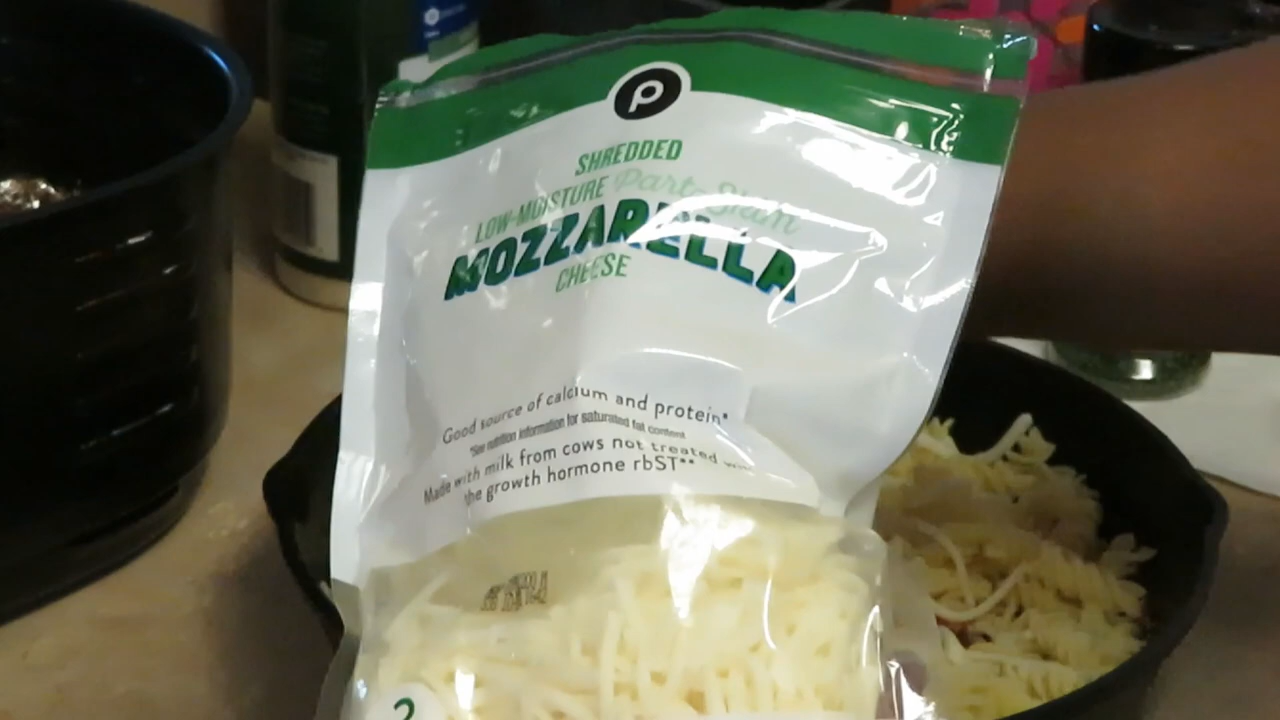 P
SHREDDED
LOW-MOISTURE Part-Skim
MOZZARELLA
CHEESE
Good source of calcium and protein*
*See nutrition information for saturated fat content
Made with milk from cows not treated with
the growth hormone rbST**
2